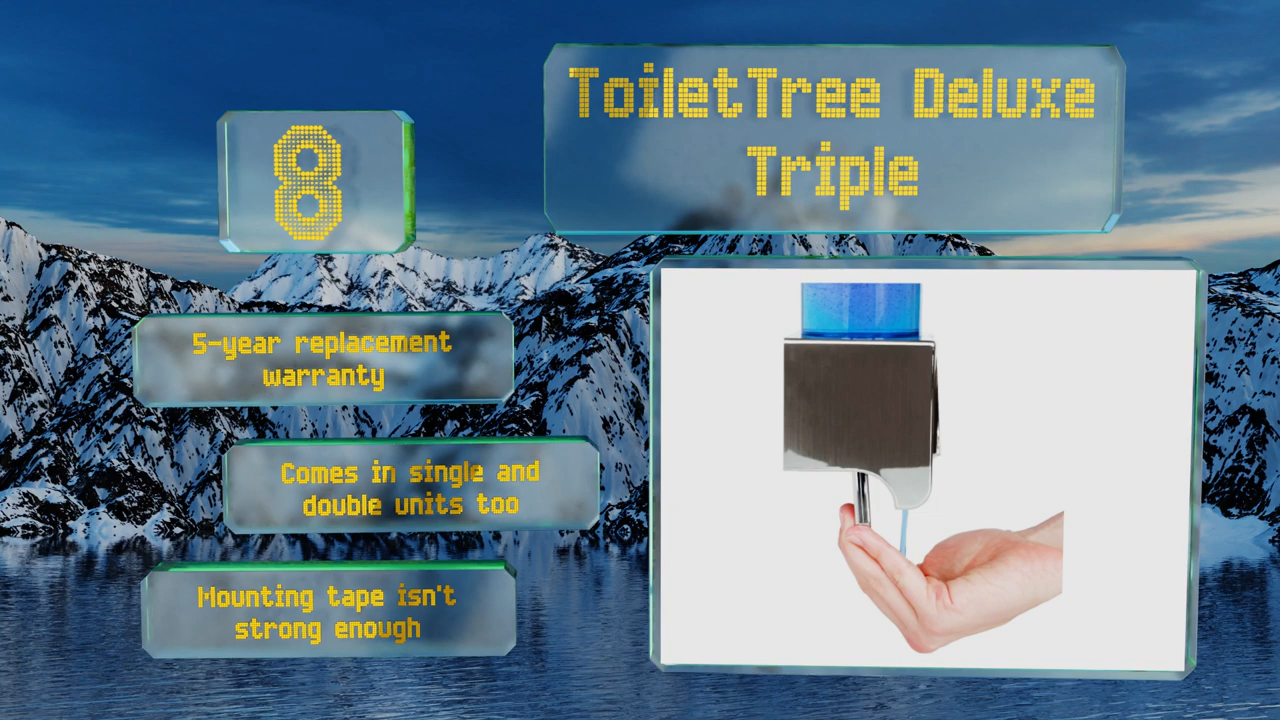 8
ToiletTree Deluxe
Triple
5-year replacement
warranty
Comes in single and
double units too
Mounting tape isn't
strong enough